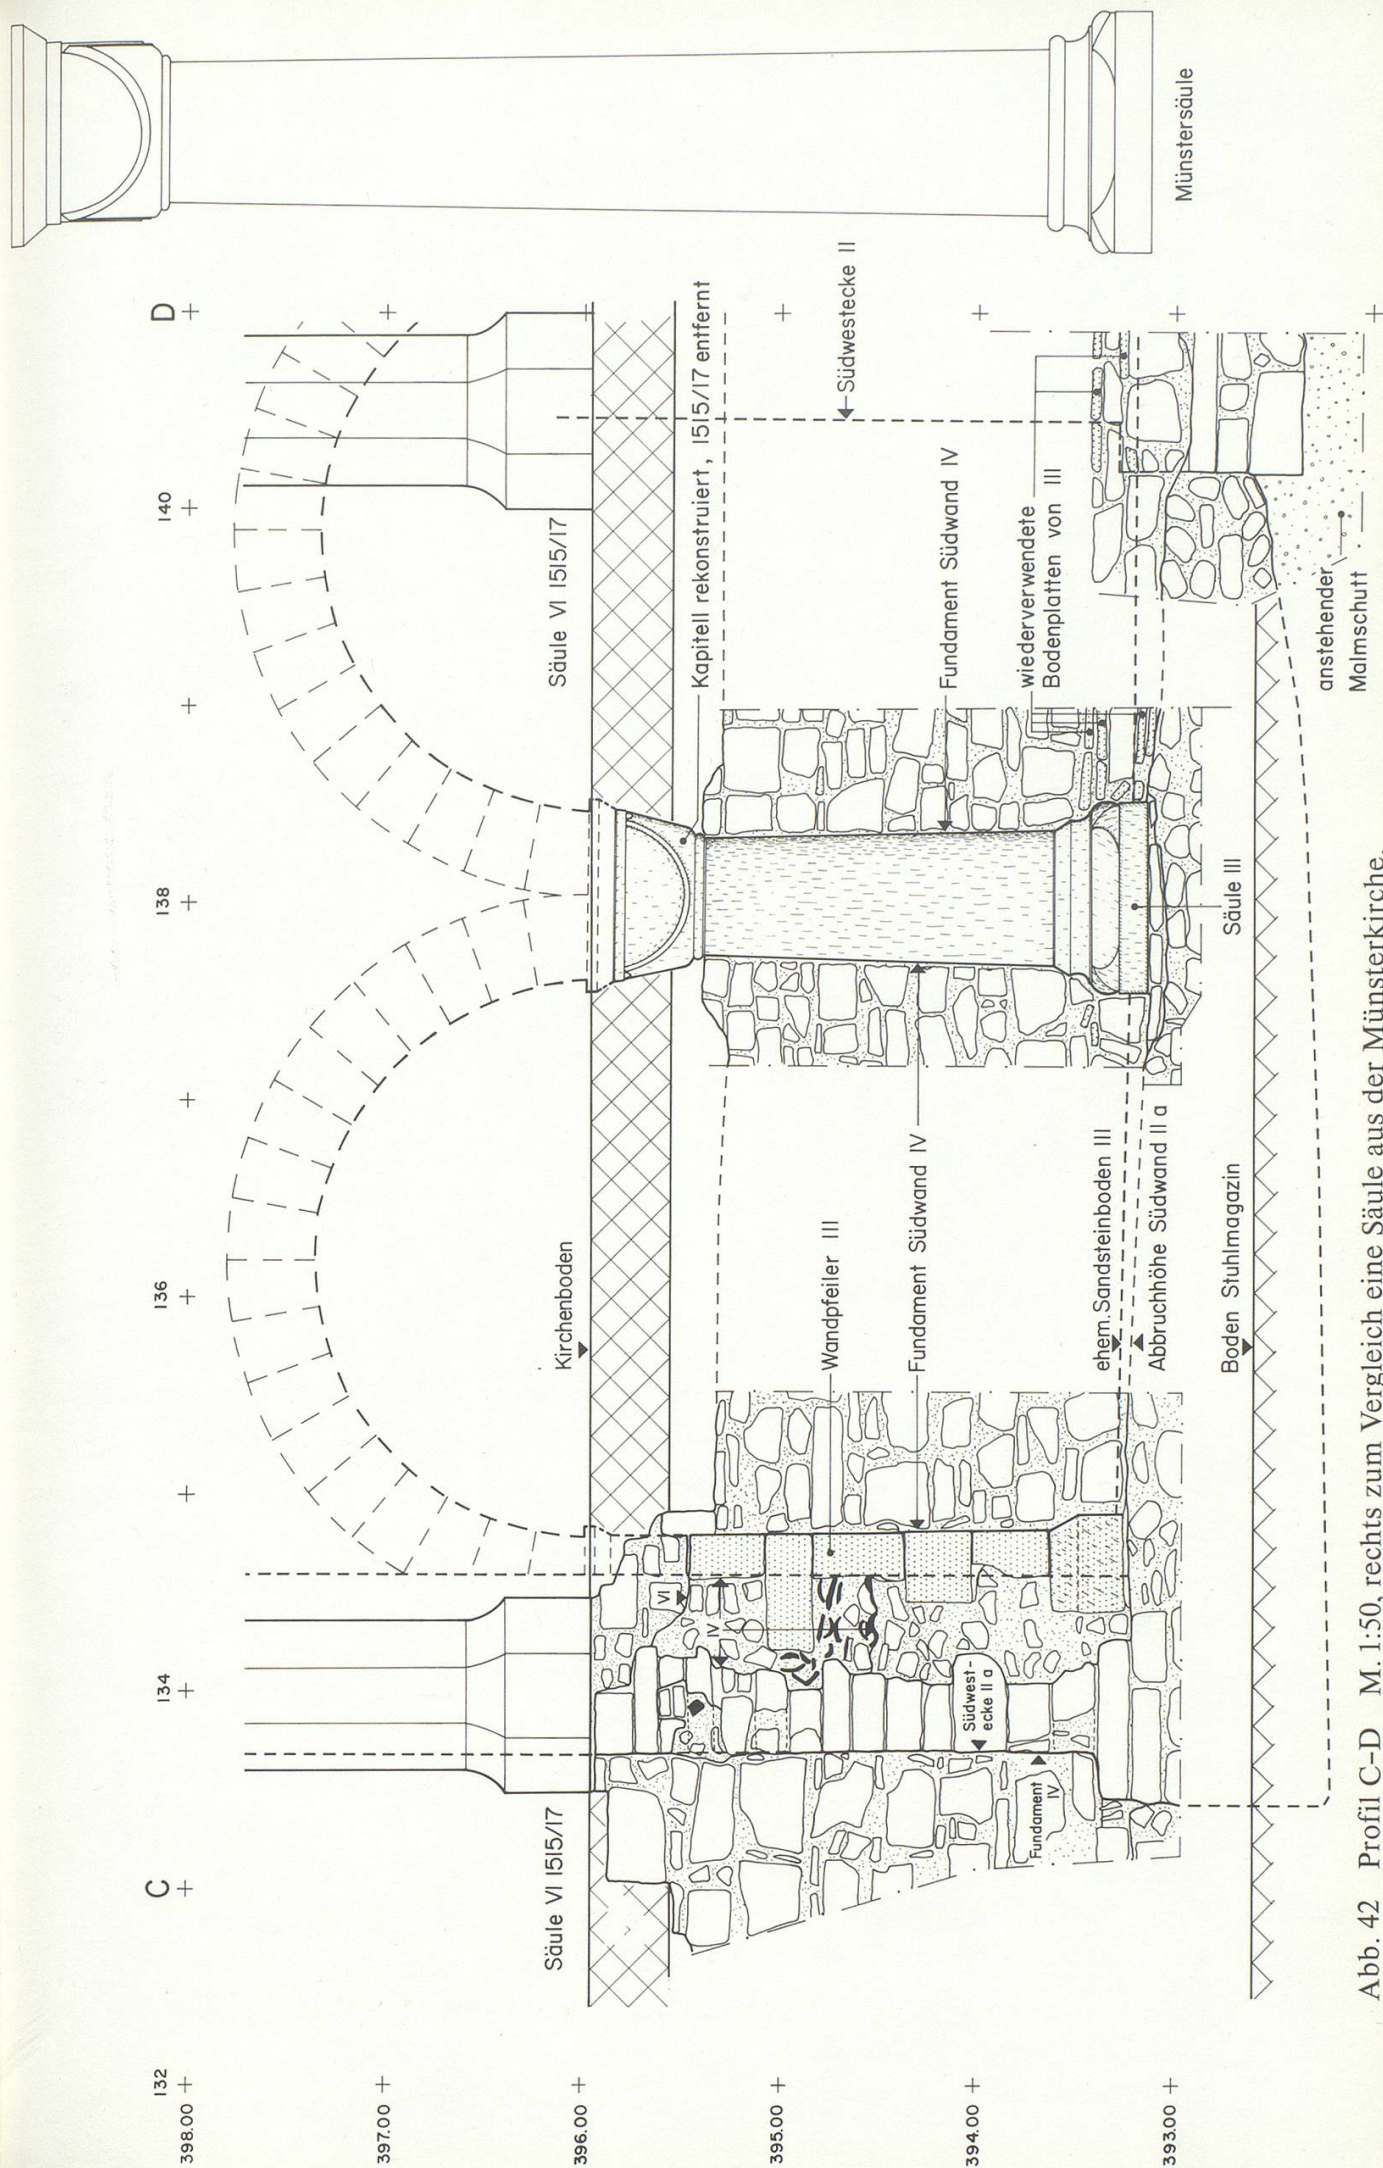 Münstersäule
D
140
138
136
134
C
132
398.00
397.00
396.00
395.00
394.00
393.00
Säule VI 1515/17
Säule VI 1515/17
Kirchenboden
Kapitell rekonstruiert, 1515/17 entfernt
Südwestecke II
Fundament Südwand IV
wiederverwendete
Bodenplatten von III
anstehender
Malmschutt
Säule III
Wandpfeiler III
Fundament Südwand IV
ehem. Sandsteinboden III
Abbruchhöhe Südwand II a
Boden Stuhlmagazin
VI
IV
Südwest-
ecke II a
Fundament
IV
Abb. 42 Profil C–D M. 1:50, rechts zum Vergleich eine Säule aus der Münsterkirche.